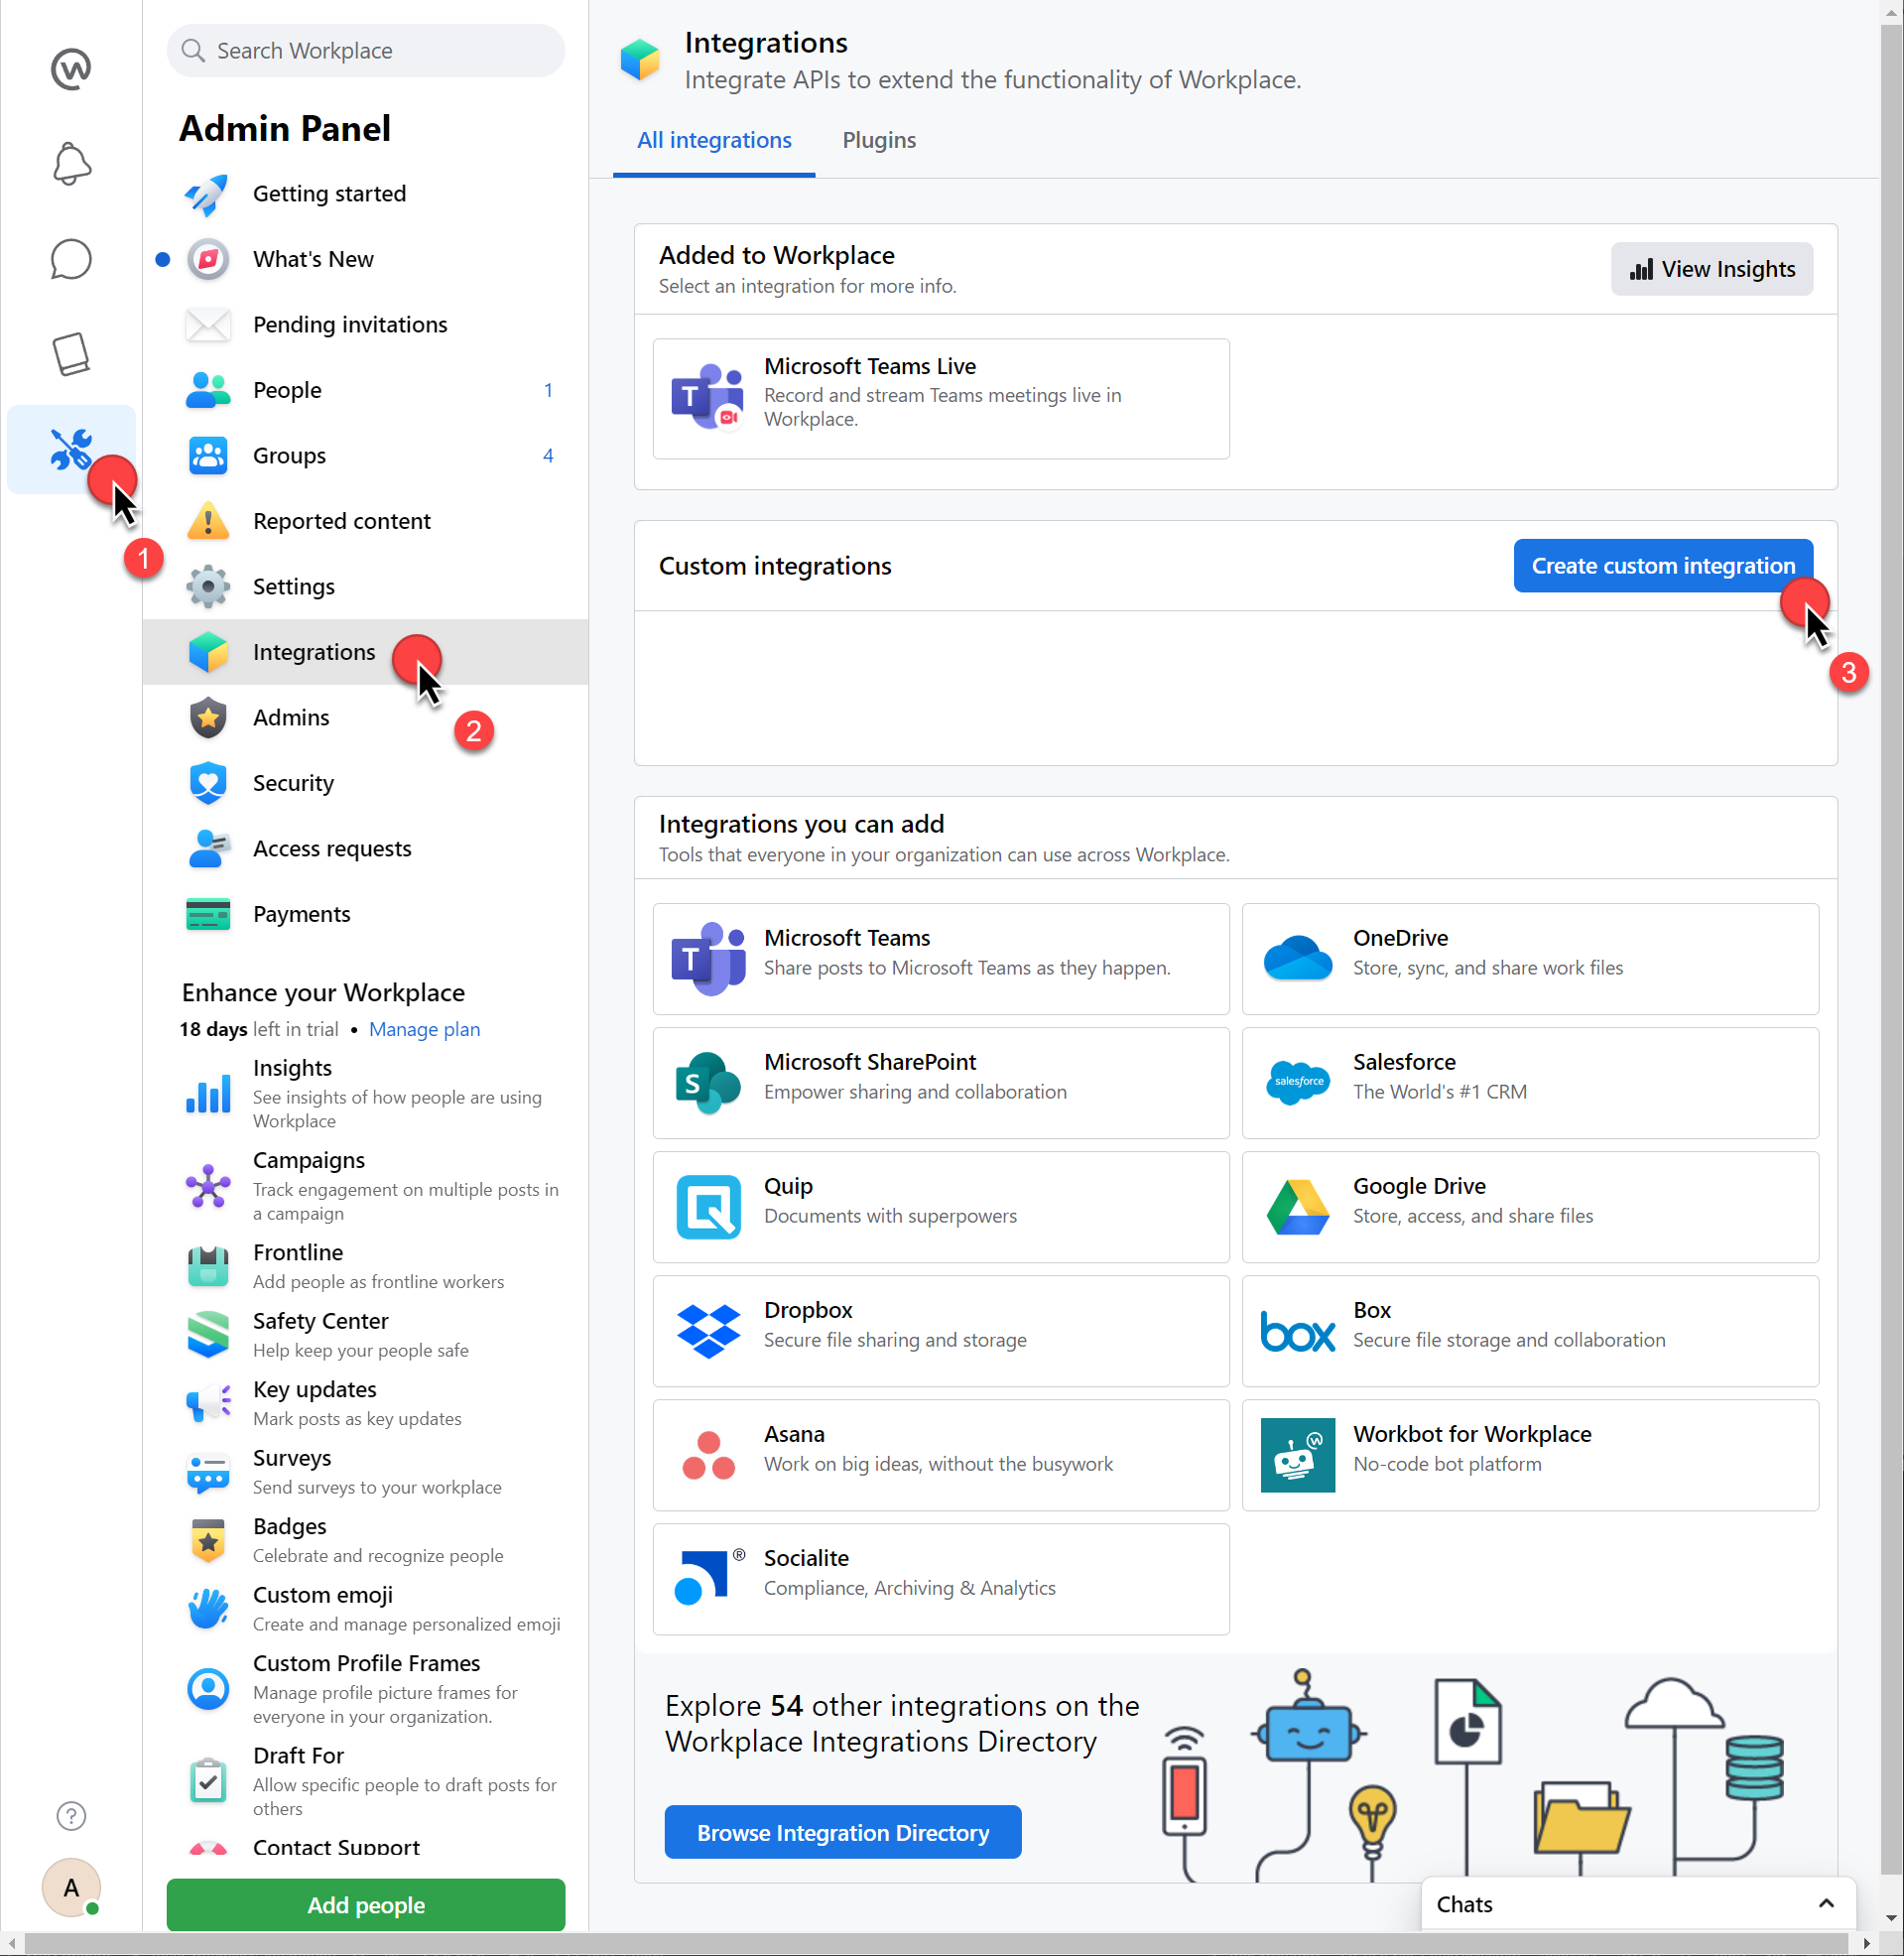 Search Workplace
Admin Panel
Getting started
What's New
Pending invitations
People 1
Groups 4
Reported content
1
Settings
Integrations
2
Admins
Security
Access requests
Payments
Enhance your Workplace
18 days left in trial • Manage plan
Insights
See insights of how people are using
Workplace
Campaigns
Track engagement on multiple posts in
a campaign
Frontline
Add people as frontline workers
Safety Center
Help keep your people safe
Key updates
Mark posts as key updates
Surveys
Send surveys to your workplace
Badges
Celebrate and recognize people
Custom emoji
Create and manage personalized emoji
Custom Profile Frames
Manage profile picture frames for
everyone in your organization.
Draft For
Allow specific people to draft posts for
others
Contact Support
?
A
Add people
Integrations
Integrate APIs to extend the functionality of Workplace.
All integrations Plugins
Added to Workplace
Select an integration for more info.
View Insights
T
Microsoft Teams Live
Record and stream Teams meetings live in
Workplace.
Custom integrations
Create custom integration
3
Integrations you can add
Tools that everyone in your organization can use across Workplace.
T
Microsoft Teams
Share posts to Microsoft Teams as they happen.
OneDrive
Store, sync, and share work files
S
Microsoft SharePoint
Empower sharing and collaboration
salesforce
Salesforce
The World's #1 CRM
Quip
Documents with superpowers
Google Drive
Store, access, and share files
Dropbox
Secure file sharing and storage
box
Box
Secure file storage and collaboration
Asana
Work on big ideas, without the busywork
Workbot for Workplace
No-code bot platform
®
Socialite
Compliance, Archiving & Analytics
Explore 54 other integrations on the
Workplace Integrations Directory
Browse Integration Directory
Chats